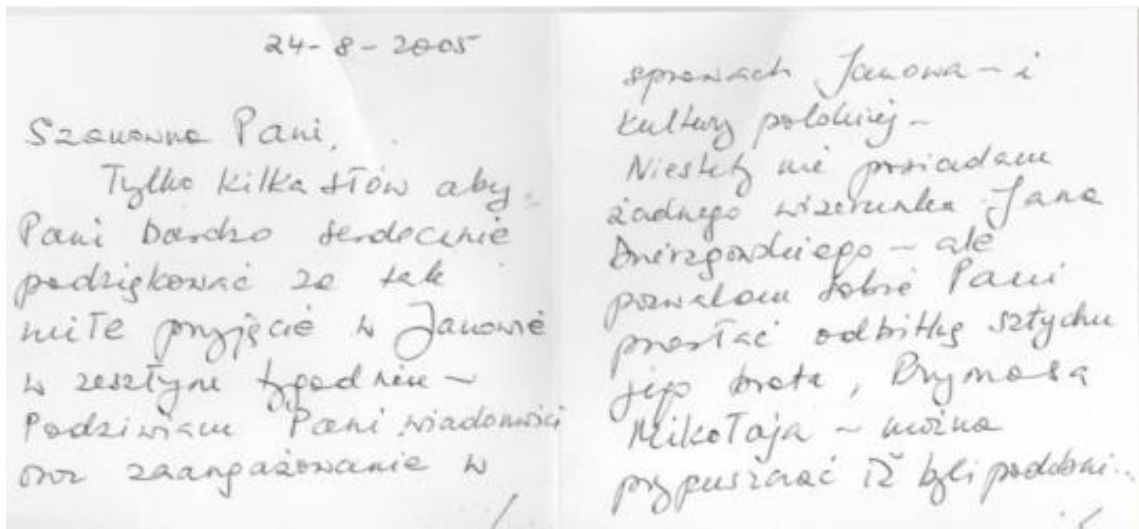 24-8-2005
Szanowna Pani,
Tylko kilka słów aby
Pani bardzo serdecznie
podziękować za tak
miłe przyjęcie w Janowie
w zeszłym tygodniu –
Podziwiam Pani wiadomości
oraz zaangażowanie w
sprawach Janowa – i
Kultury polskiej –
Niestety nie posiadam
żadnego wizerunku Jana
Dzierzgowskiego – ale
pozwalam sobie Pani
przesłać odbitkę sztychu
jego brata, Prymasa
Mikołaja – można
przypuszczać iż byli podobni...